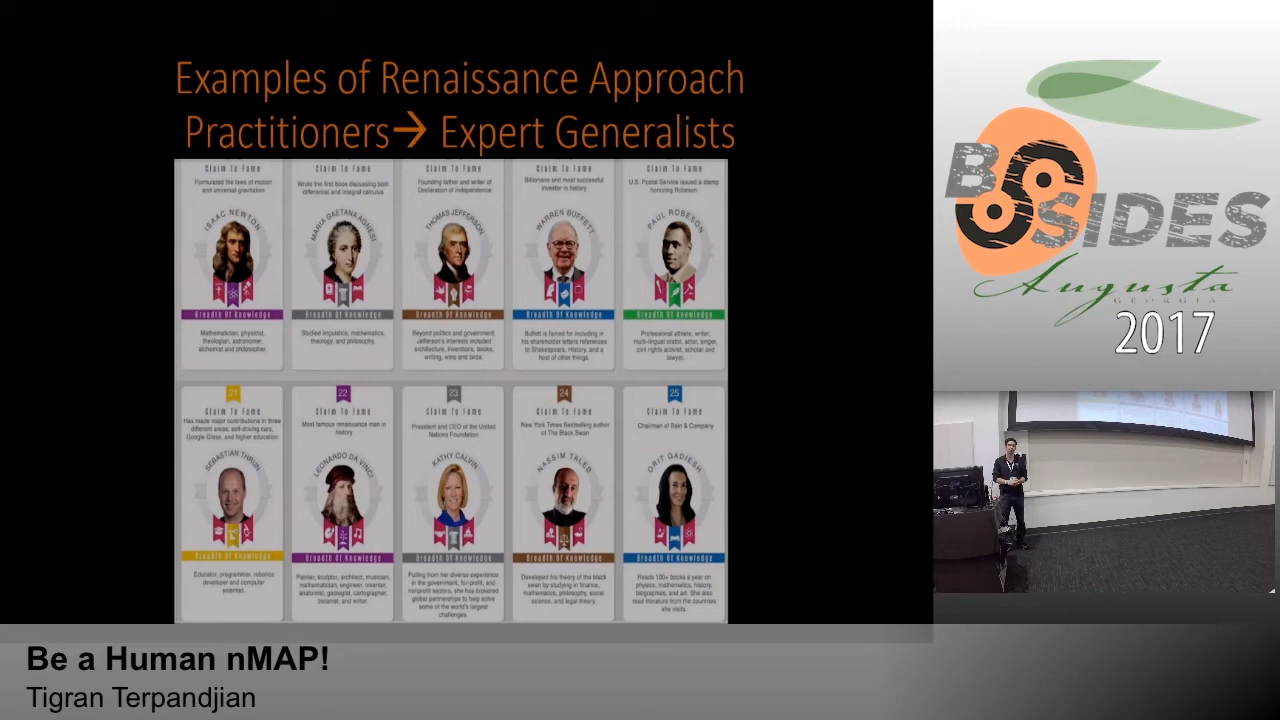 Examples of Renaissance Approach
Practitioners→ Expert Generalists
Claim To Fame
Formulated the laws of motion
and universal gravitation
ISAAC NEWTON
Breadth Of Knowledge
Mathematician, physicist,
theologian, astronomer,
alchemist and philosopher.
Claim To Fame
Wrote the first book discussing both
differential and integral calculus
MARIA GAETANA AGNESI
Breadth Of Knowledge
Studied linguistics, mathematics,
theology, and philosophy.
Claim To Fame
Founding father and writer of
Declaration of Independence
THOMAS JEFFERSON
Breadth Of Knowledge
Beyond politics and government,
Jefferson's interests included
architecture, inventions, books,
writing, wine and birds.
Claim To Fame
Billionaire and most successful
investor in history
WARREN BUFFETT
Breadth Of Knowledge
Buffett is famed for including in
his shareholder letters references
to Shakespeare, History, and a
host of other things.
Claim To Fame
U.S. Postal Service issued a stamp
honoring Robeson
PAUL ROBESON
Breadth Of Knowledge
Professional athlete, writer,
multi-lingual orator, actor, singer,
civil rights activist, scholar and
lawyer.
21
Claim To Fame
Has made major contributions in three
different areas: self-driving cars,
Google Glass, and higher education
SEBASTIAN THRUN
Breadth Of Knowledge
Educator, programmer, robotics
developer and computer
scientist.
22
Claim To Fame
Most famous renaissance man in
history
LEONARDO DA VINCI
Breadth Of Knowledge
Painter, sculptor, architect, musician,
mathematician, engineer, inventor,
anatomist, geologist, cartographer,
botanist, and writer.
23
Claim To Fame
President and CEO of the United
Nations Foundation
KATHY CALVIN
Breadth Of Knowledge
Pulling from her diverse experience
in the government, for-profit, and
nonprofit sectors, she has brokered
global partnerships to help solve
some of the world's largest
challenges.
24
Claim To Fame
New York Times Bestselling author
of The Black Swan
NASSIM TALEB
Breadth Of Knowledge
Developed his theory of the black
swan by studying in finance,
mathematics, philosophy, social
science, and legal theory.
25
Claim To Fame
Chairman of Bain & Company
ORIT GADIESH
Breadth Of Knowledge
Reads 100+ books a year on
physics, mathematics, history,
biographies, and art. She also
read literature from the countries
she visits.
BSIDES
Augusta
GEORGIA
2017
Be a Human nMAP!
Tigran Terpandjian